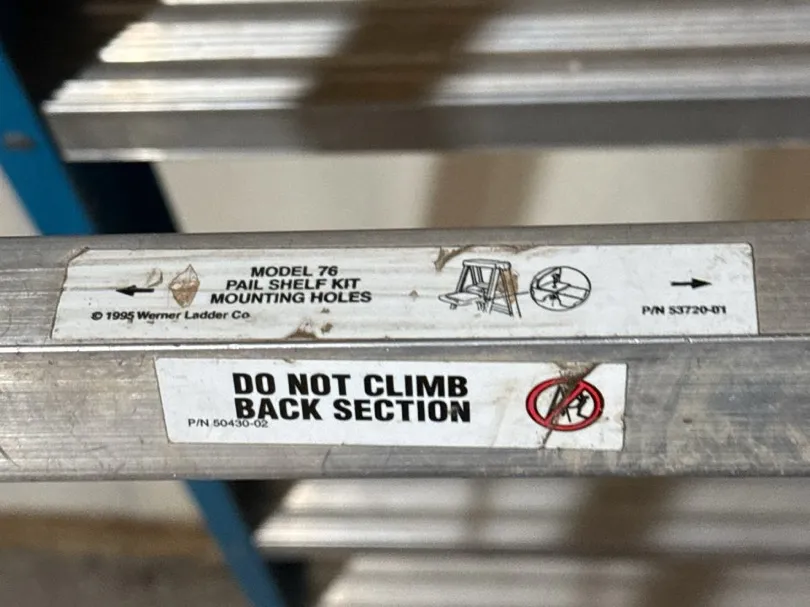 MODEL 76
PAIL SHELF KIT
MOUNTING HOLES
© 1995 Werner Ladder Co
P/N 53720-01
DO NOT CLIMB
BACK SECTION
P/N 50430-02